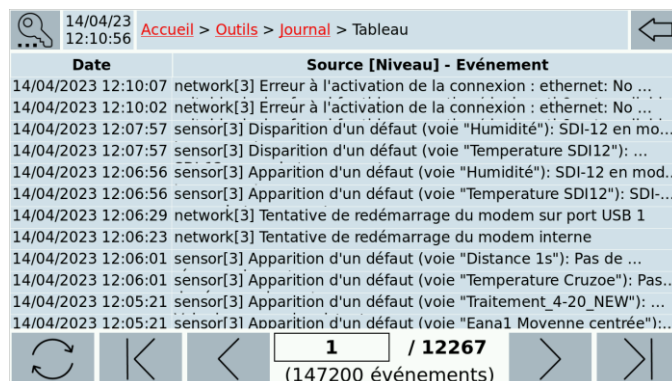 14/04/23
12:10:56
Accueil > Outils > Journal > Tableau
Date Source [Niveau] - Evénement
14/04/2023 12:10:07 network[3] Erreur à l'activation de la connexion : ethernet: No ...
14/04/2023 12:10:02 network[3] Erreur à l'activation de la connexion : ethernet: No ...
14/04/2023 12:07:57 sensor[3] Disparition d'un défaut (voie "Humidité"): SDI-12 en mo...
14/04/2023 12:07:57 sensor[3] Disparition d'un défaut (voie "Temperature SDI12"): ...
14/04/2023 12:06:56 sensor[3] Apparition d'un défaut (voie "Humidité"): SDI-12 en mod...
14/04/2023 12:06:56 sensor[3] Apparition d'un défaut (voie "Temperature SDI12"): SDI-...
14/04/2023 12:06:29 network[3] Tentative de redémarrage du modem sur port USB 1
14/04/2023 12:06:23 network[3] Tentative de redémarrage du modem interne
14/04/2023 12:06:01 sensor[3] Apparition d'un défaut (voie "Distance 1s"): Pas de ...
14/04/2023 12:06:01 sensor[3] Apparition d'un défaut (voie "Temperature Cruzoe"): Pas...
14/04/2023 12:05:21 sensor[3] Apparition d'un défaut (voie "Traitement_4-20_NEW"): ...
14/04/2023 12:05:21 sensor[3] Apparition d'un défaut (voie "Eana1 Moyenne centrée"):...
1 / 12267
(147200 événements)